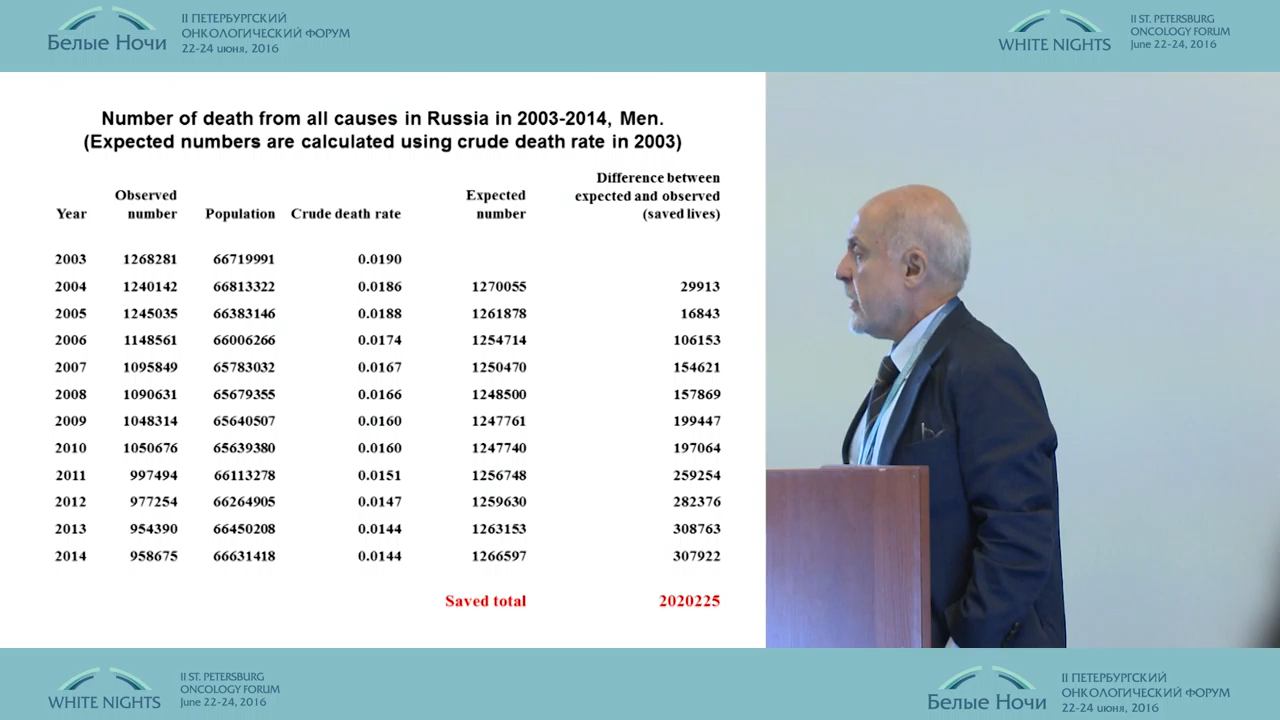 Белые Ночи
II ПЕТЕРБУРГСКИЙ
ОНКОЛОГИЧЕСКИЙ ФОРУМ
22-24 июня, 2016
WHITE NIGHTS
II ST. PETERSBURG
ONCOLOGY FORUM
June 22-24, 2016
Number of death from all causes in Russia in 2003-2014, Men.
(Expected numbers are calculated using crude death rate in 2003)
Year Observed number Population Crude death rate Expected number Difference between expected and observed (saved lives)
2003 1268281 66719991 0.0190
2004 1240142 66813322 0.0186 1270055 29913
2005 1245035 66383146 0.0188 1261878 16843
2006 1148561 66006266 0.0174 1254714 106153
2007 1095849 65783032 0.0167 1250470 154621
2008 1090631 65679355 0.0166 1248500 157869
2009 1048314 65640507 0.0160 1247761 199447
2010 1050676 65639380 0.0160 1247740 197064
2011 997494 66113278 0.0151 1256748 259254
2012 977254 66264905 0.0147 1259630 282376
2013 954390 66450208 0.0144 1263153 308763
2014 958675 66631418 0.0144 1266597 307922
Saved total 2020225
WHITE NIGHTS
II ST. PETERSBURG
ONCOLOGY FORUM
June 22-24, 2016
Белые Ночи
II ПЕТЕРБУРГСКИЙ
ОНКОЛОГИЧЕСКИЙ ФОРУМ
22-24 июня, 2016